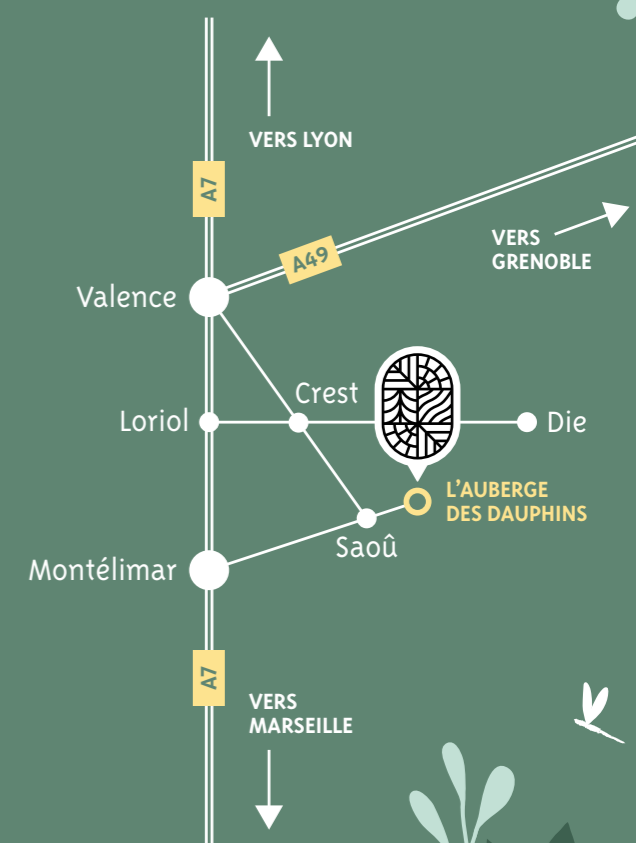 VERS LYON
A7
A49
VERS
GRENOBLE
Valence
Crest
Loriol
Die
L'AUBERGE
DES DAUPHINS
Saoû
Montélimar
A7
VERS
MARSEILLE